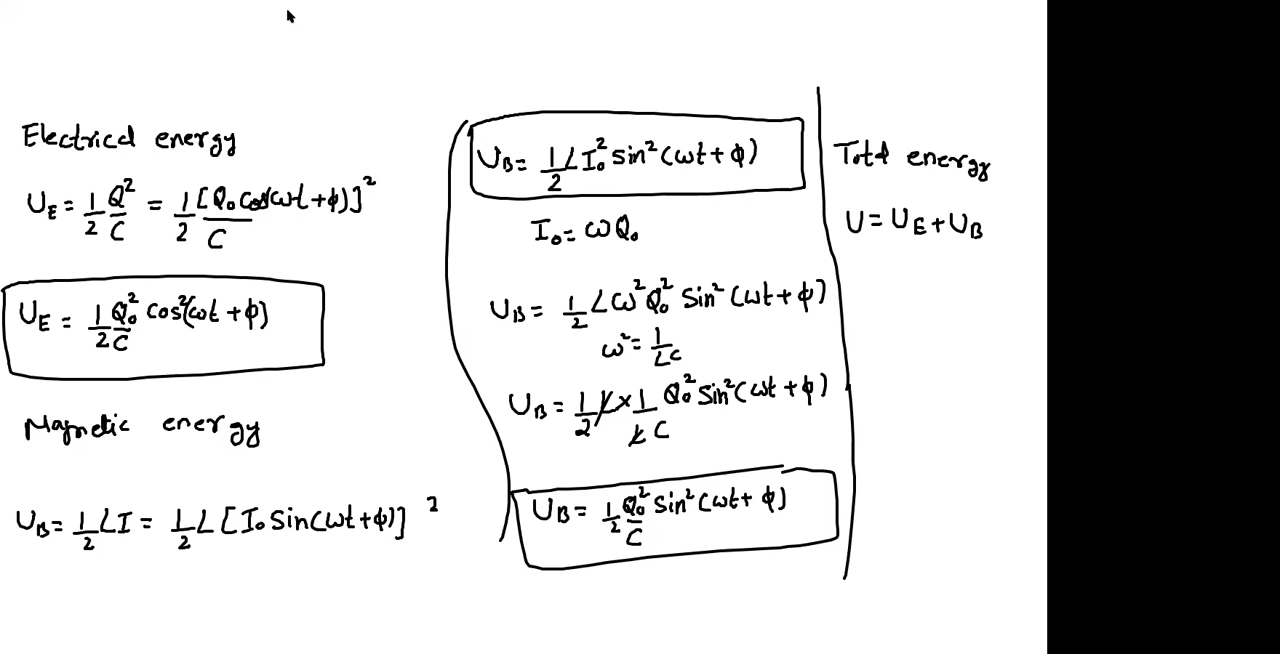 Electrical energy
U_E = 1/2 Q²/C = 1/2 [Q₀ cos(ωt+ϕ)]²/C
U_E = 1/2 Q₀²/C cos²(ωt+ϕ)
Magnetic energy
U_B = 1/2 LI = 1/2 L [I₀ sin(ωt+ϕ)]²
U_B = 1/2 L I₀² sin²(ωt+ϕ)
I₀ = ωQ₀
U_B = 1/2 Lω²Q₀² Sin²(ωt+ϕ)
ω² = 1/LC
U_B = 1/2 L × 1/LC Q₀² Sin²(ωt+ϕ)
U_B = 1/2 Q₀²/C Sin²(ωt+ϕ)
Total energy
U = U_E + U_B